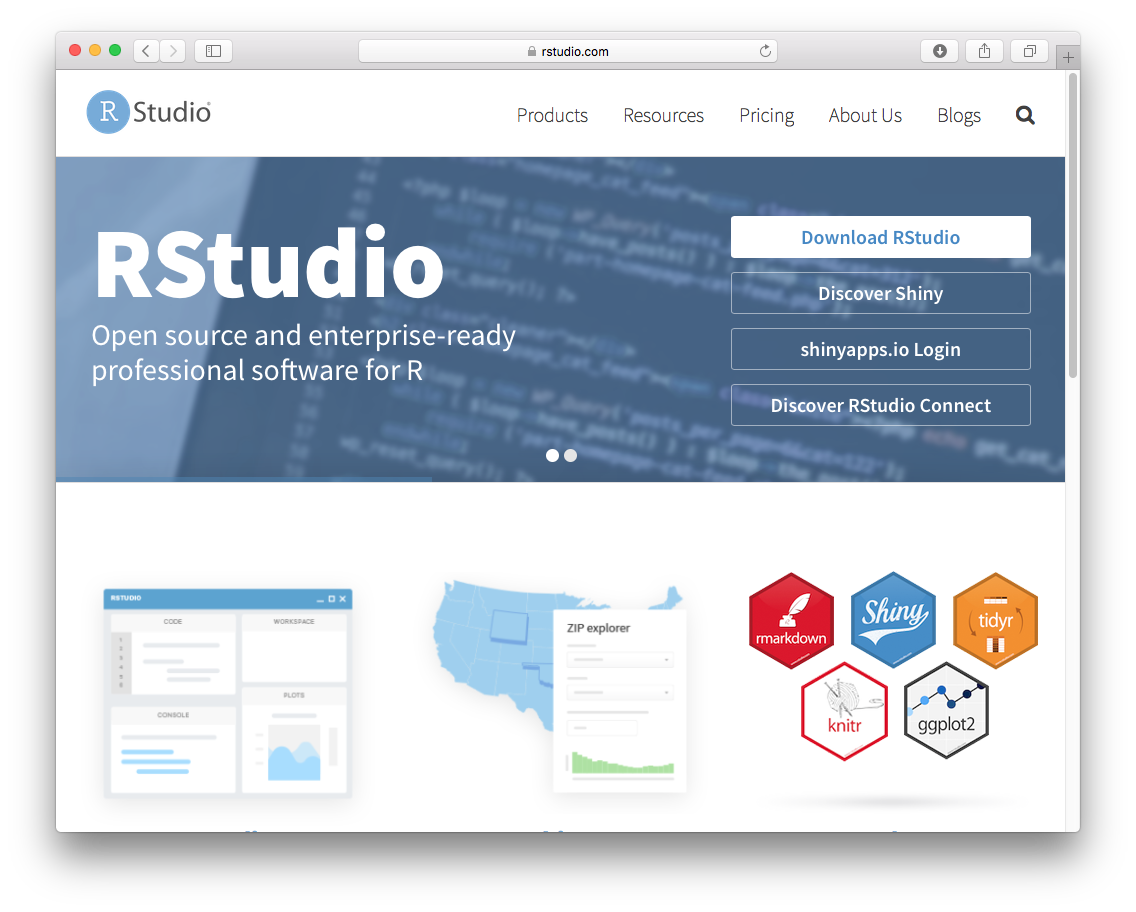 rstudio.com
R Studio
Products Resources Pricing About Us Blogs
RStudio
Open source and enterprise-ready
professional software for R
Download RStudio
Discover Shiny
shinyapps.io Login
Discover RStudio Connect
RSTUDIO
CODE
WORKSPACE
PLOTS
CONSOLE
ZIP explorer
rmarkdown
Shiny
tidyr
knitr
ggplot2